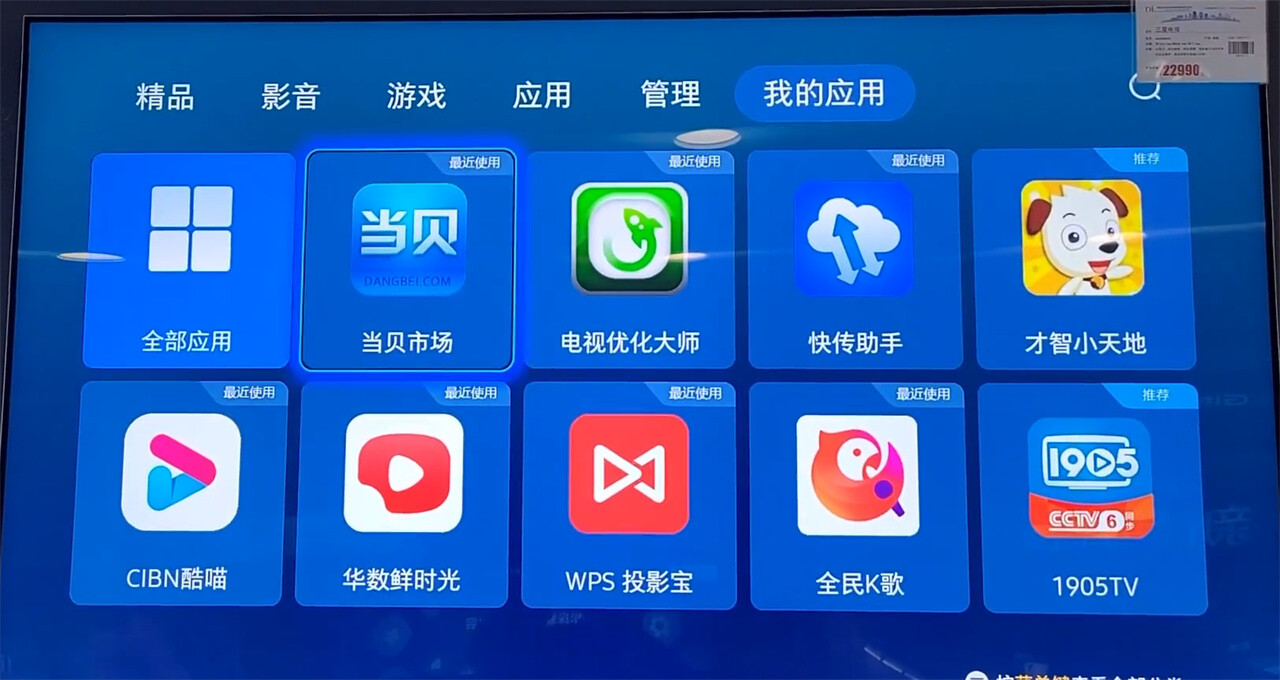 22990
精品
影音
游戏
应用
管理
我的应用
全部应用
最近使用
当贝
DANGBEI.COM
当贝市场
最近使用
电视优化大师
最近使用
快传助手
推荐
才智小天地
最近使用
CIBN酷喵
最近使用
华数鲜时光
最近使用
WPS 投影宝
最近使用
全民K歌
推荐
1905
CCTV 6 同步
1905TV